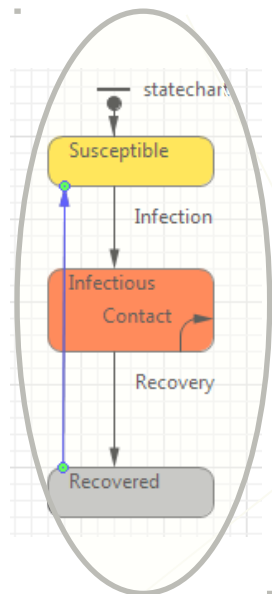 statechart
Susceptible
Infection
Infectious
Contact
Recovery
Recovered